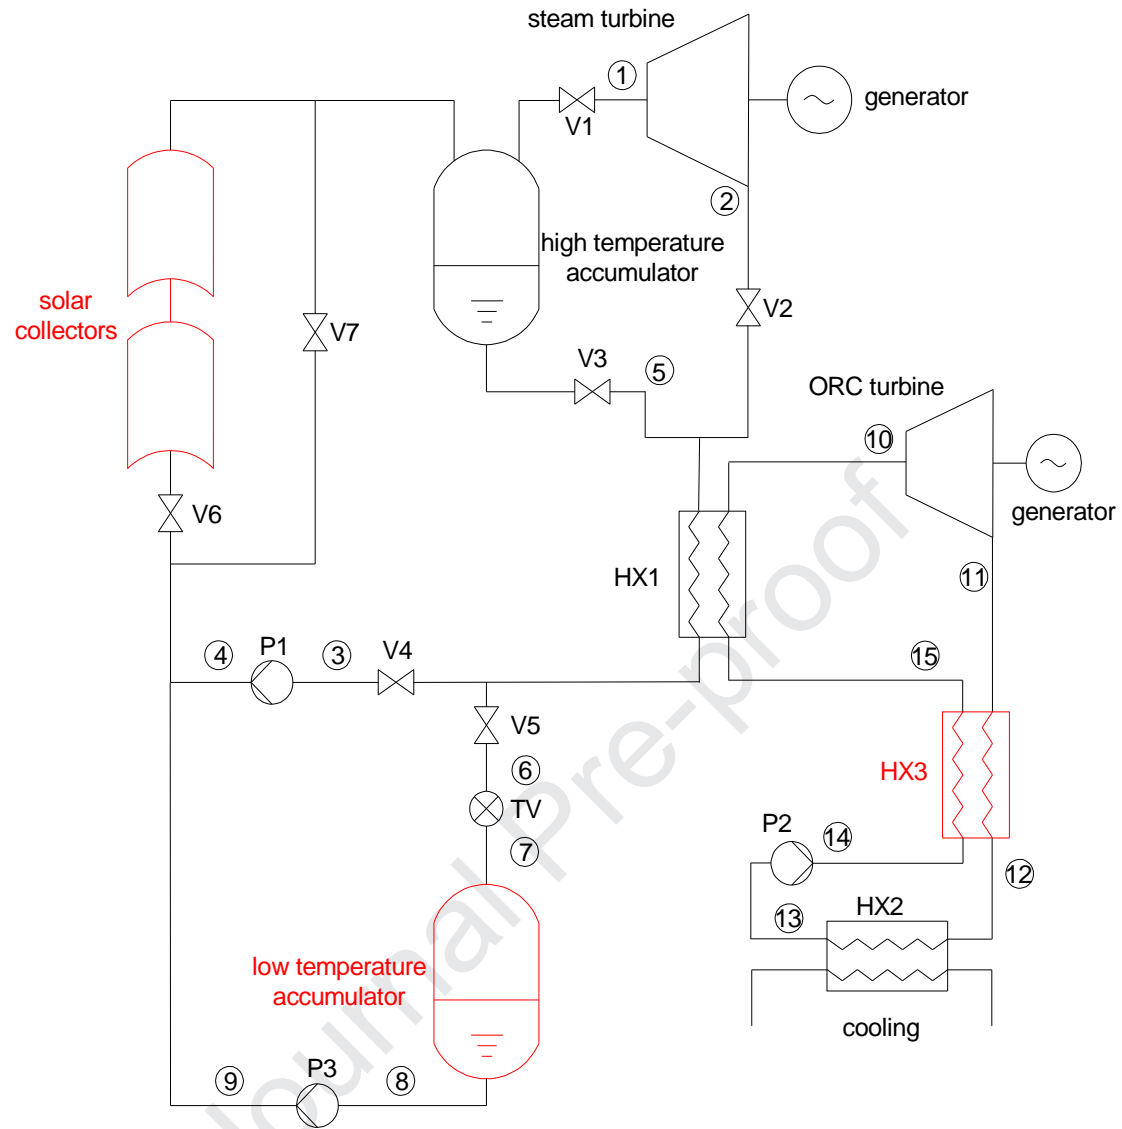 steam turbine
1
generator
V1
2
high temperature
accumulator
solar
collectors
V7
V2
V3
5
ORC turbine
10
V6
generator
HX1
11
4
P1
3
V4
15
V5
6
HX3
TV
P2
14
7
12
13
HX2
low temperature
accumulator
cooling
9
P3
8
Journal Pre-proof